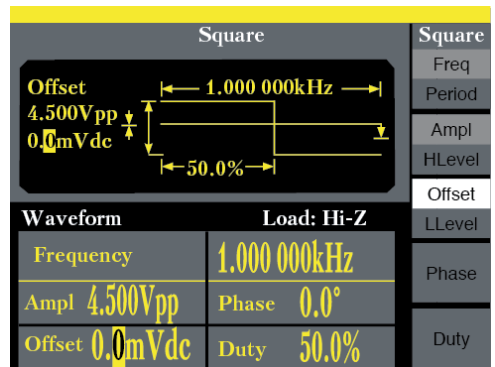 Square
Offset
1.000 000kHz
4.500Vpp
0.0mVdc
50.0%
Waveform
Load: Hi-Z
Frequency
1.000 000kHz
Ampl 4.500Vpp
Phase 0.0°
Offset 0.0mVdc
Duty 50.0%
Square
Freq
Period
Ampl
HLevel
Offset
LLevel
Phase
Duty